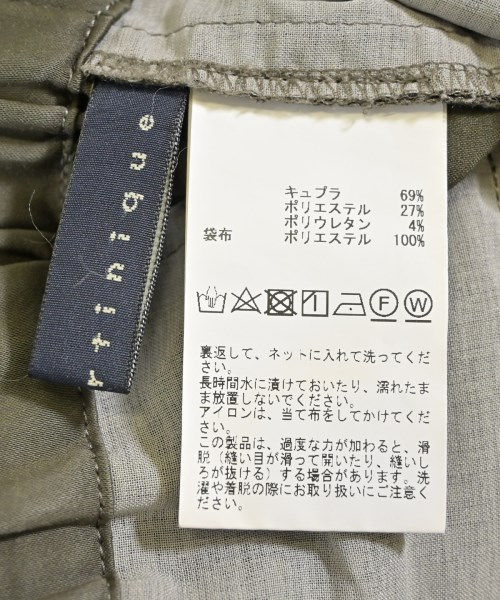 enbijuty
キュプラ 69%
ポリエステル 27%
ポリウレタン 4%
袋布 ポリエステル 100%
F W
裏返して、ネットに入れて洗ってくだ
さい。
長時間水に漬けておいたり、濡れたま
まま放置しないでください。
アイロンは、当て布をしてかけてくだ
さい。
この製品は、過度な力が加わると、滑
脱（縫い目が滑って開いたり、縫いし
ろが抜ける）する場合があります。洗
濯や着脱の際にお取り扱いにご注意く
ださい。